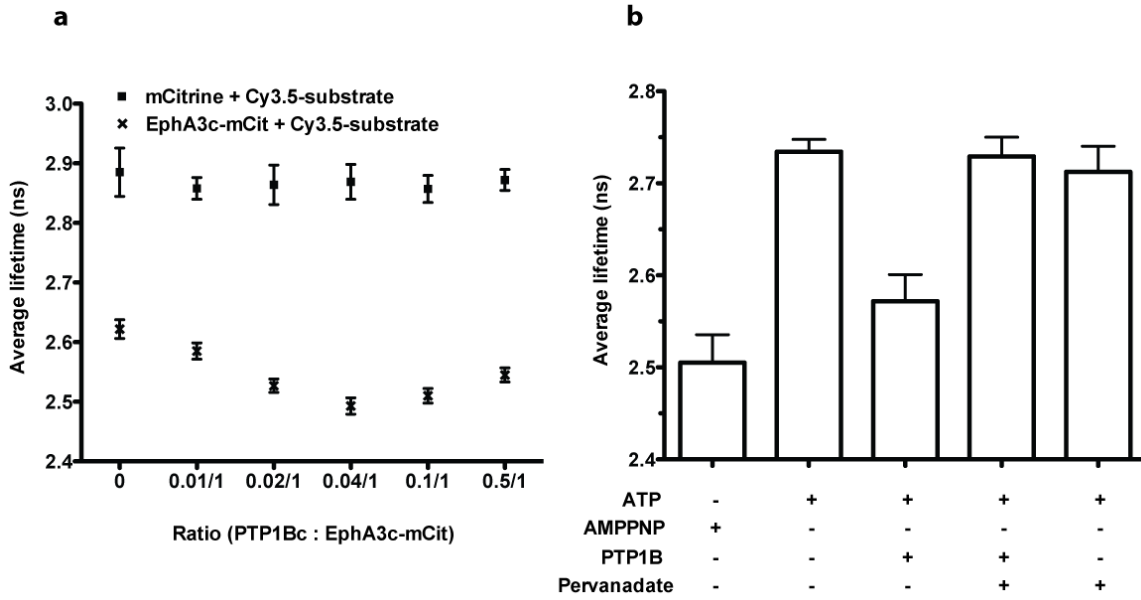 a
b
mCitrine + Cy3.5-substrate
EphA3c-mCit + Cy3.5-substrate
Average lifetime (ns)
3.0
2.9
2.8
2.7
2.6
2.5
2.4
0 0.01/1 0.02/1 0.04/1 0.1/1 0.5/1
Ratio (PTP1Bc : EphA3c-mCit)
Average lifetime (ns)
2.8
2.7
2.6
2.5
2.4
ATP - + + + +
AMPPNP + - - - -
PTP1B - - + + -
Pervanadate - - - + +